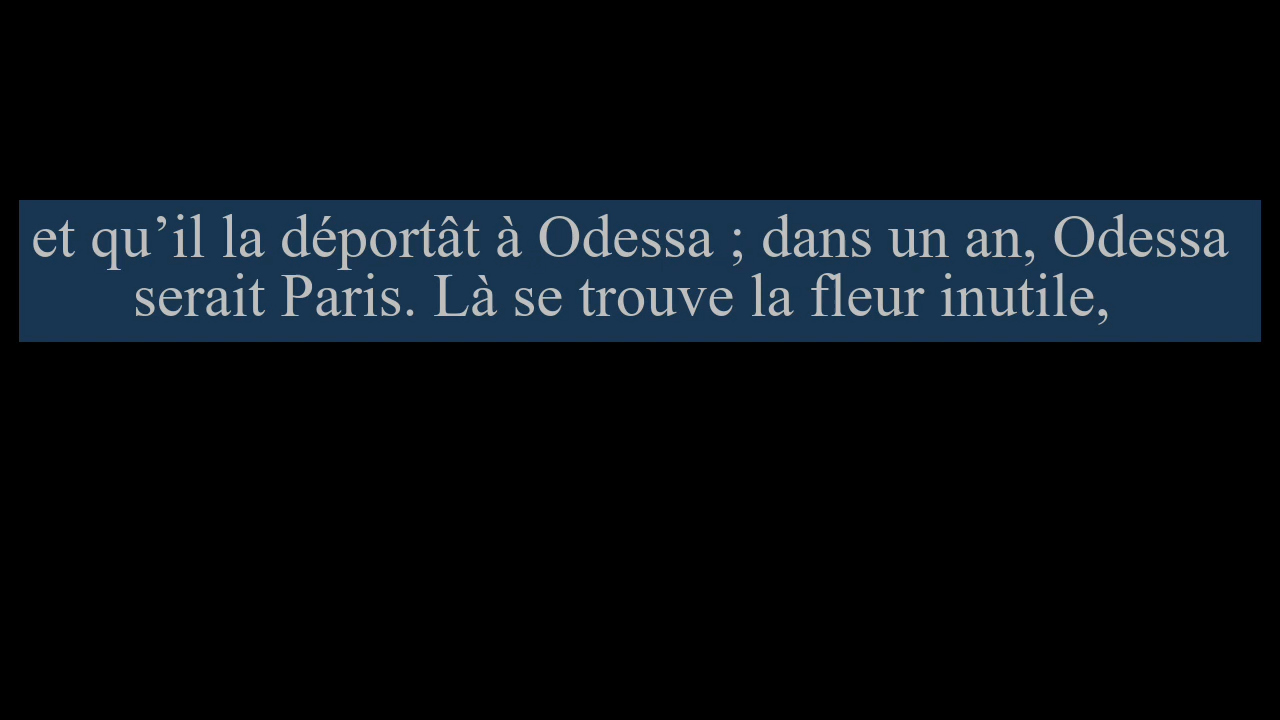 et qu’il la déportât à Odessa ; dans un an, Odessa
serait Paris. Là se trouve la fleur inutile,